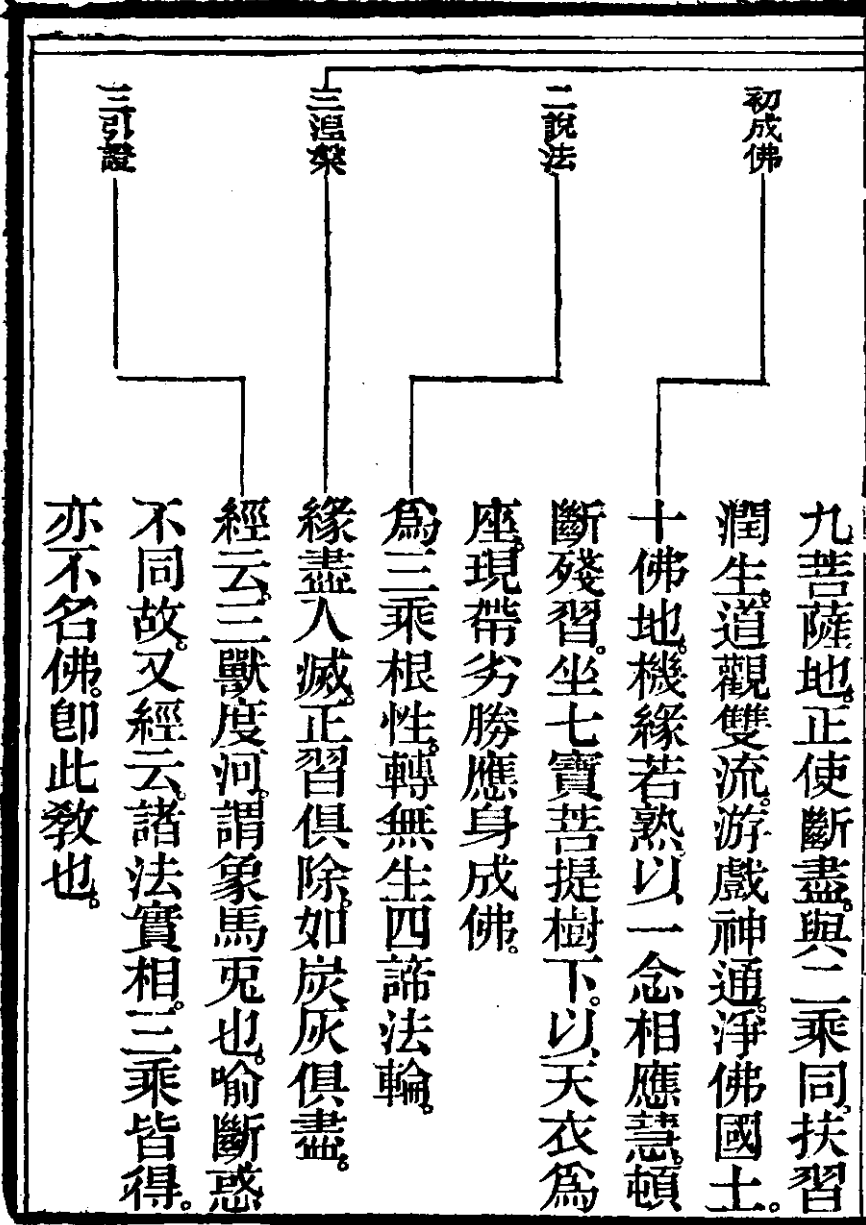 初成佛
二說法
三涅槃
三引證
九菩薩地。正使斷盡。與二乘同。扶習
潤生。道觀雙流。游戲神通。淨佛國土。
十佛地。機緣若熟。以一念相應慧。頓
斷殘習。坐七寶菩提樹下。以天衣爲
座。現帶劣勝應身成佛。
爲三乘根性。轉無生四諦法輪。
緣盡入滅。正習俱除。如炭灰俱盡。
經云。三獸度河。謂象馬兎也。喻斷惑
不同故。又經云。諸法實相。三乘皆得。
亦不名佛。卽此敎也。